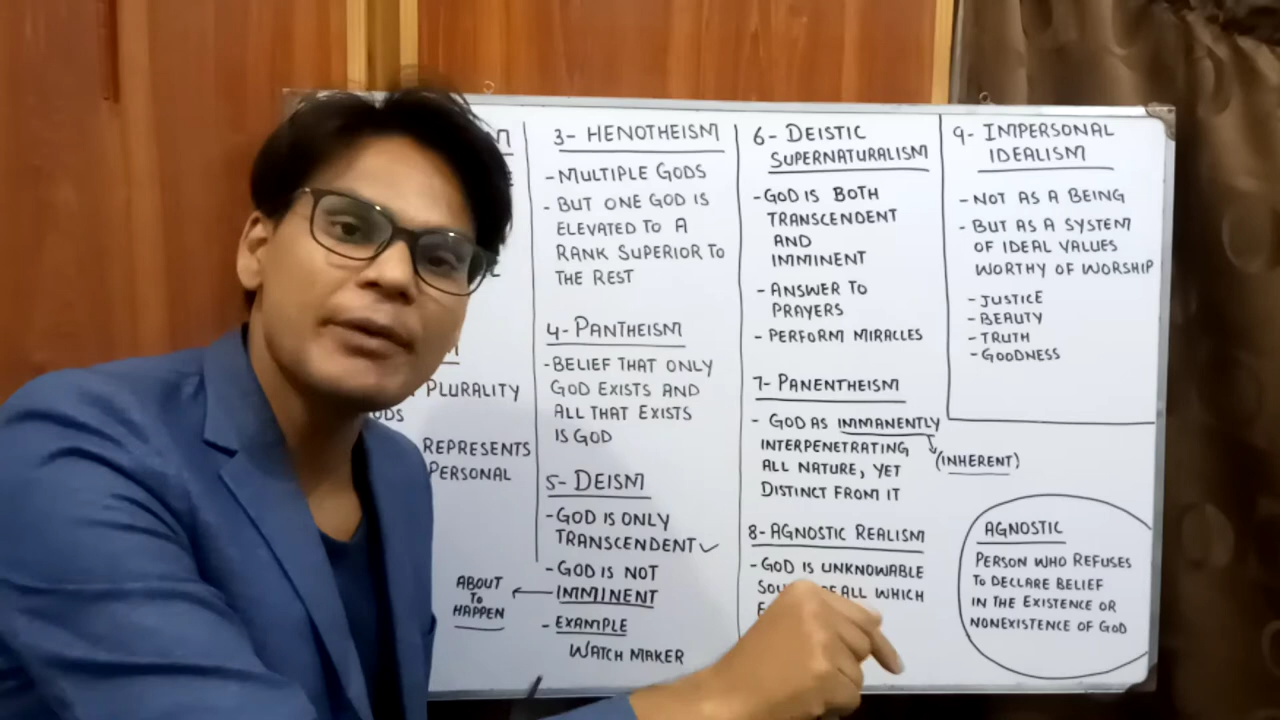 M
M
PLURALITY
ODS
REPRESENTS
PERSONAL
3- HENOTHEISM
- MULTIPLE GODS
- BUT ONE GOD IS
ELEVATED TO A
RANK SUPERIOR TO
THE REST
4- PANTHEISM
- BELIEF THAT ONLY
GOD EXISTS AND
ALL THAT EXISTS
IS GOD
5- DEISM
- GOD IS ONLY
TRANSCENDENT ✓
- GOD IS NOT
IMMINENT
ABOUT
TO
HAPPEN
- EXAMPLE
WATCH MAKER
6- DEISTIC
SUPERNATURALISM
- GOD IS BOTH
TRANSCENDENT
AND
IMMINENT
- ANSWER TO
PRAYERS
- PERFORM MIRACLES
7- PANENTHEISM
- GOD AS IMMANENTLY
INTERPENETRATING
ALL NATURE, YET
DISTINCT FROM IT
(INHERENT)
8- AGNOSTIC REALISM
- GOD IS UNKNOWABLE
ALL WHICH
9- IMPERSONAL
IDEALISM
- NOT AS A BEING
- BUT AS A SYSTEM
OF IDEAL VALUES
WORTHY OF WORSHIP
- JUSTICE
- BEAUTY
- TRUTH
- GOODNESS
AGNOSTIC
PERSON WHO REFUSES
TO DECLARE BELIEF
IN THE EXISTENCE OR
NONEXISTENCE OF GOD